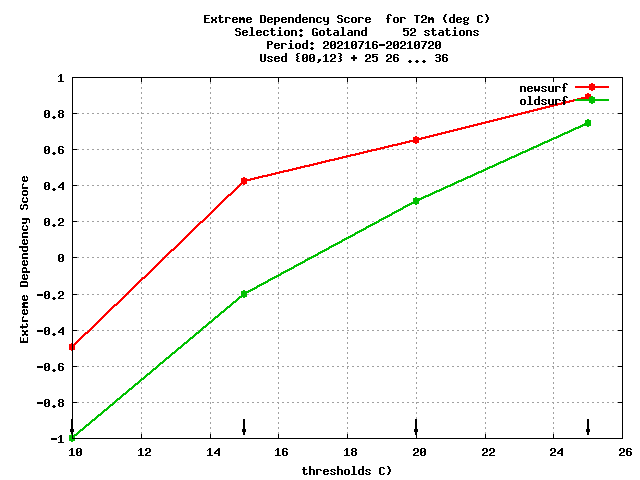 Extreme Dependency Score  for T2m (deg C)
Selection: Gotaland     52 stations
Period: 20210716-20210720
Used {00,12} + 25 26 ... 36
newsurf
oldsurf
Extreme Dependency Score
1
0.8
0.6
0.4
0.2
0
-0.2
-0.4
-0.6
-0.8
-1
10 12 14 16 18 20 22 24 26
thresholds C)